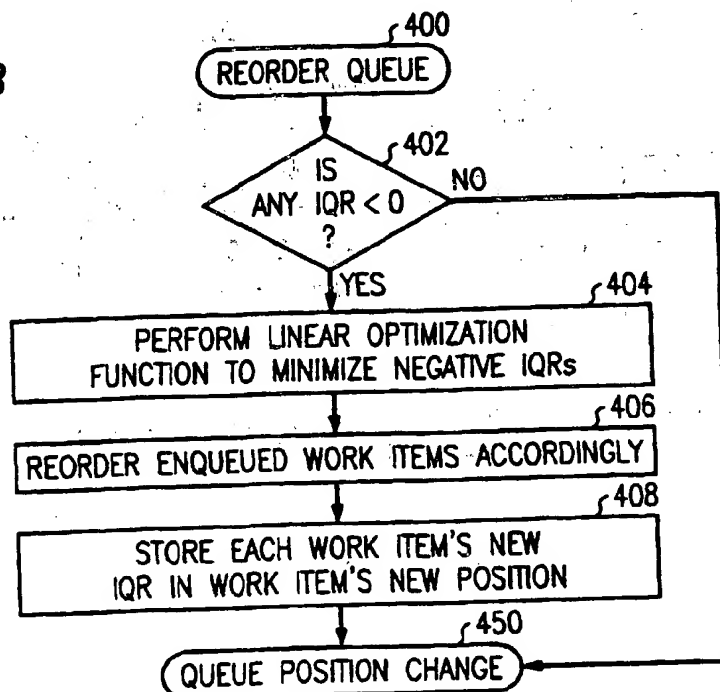 400
REORDER QUEUE
402
IS
ANY IQR < 0
?
NO
YES
404
PERFORM LINEAR OPTIMIZATION
FUNCTION TO MINIMIZE NEGATIVE IQRs
406
REORDER ENQUEUED WORK ITEMS ACCORDINGLY
408
STORE EACH WORK ITEM'S NEW
IQR IN WORK ITEM'S NEW POSITION
450
QUEUE POSITION CHANGE